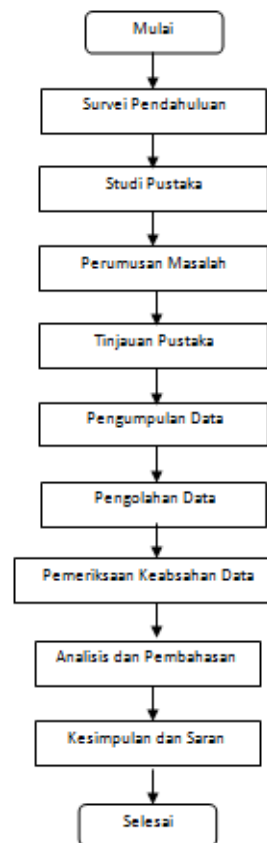 Mulai
Survei Pendahuluan
Studi Pustaka
Perumusan Masalah
Tinjauan Pustaka
Pengumpulan Data
Pengolahan Data
Pemeriksaan Keabsahan Data
Analisis dan Pembahasan
Kesimpulan dan Saran
Selesai